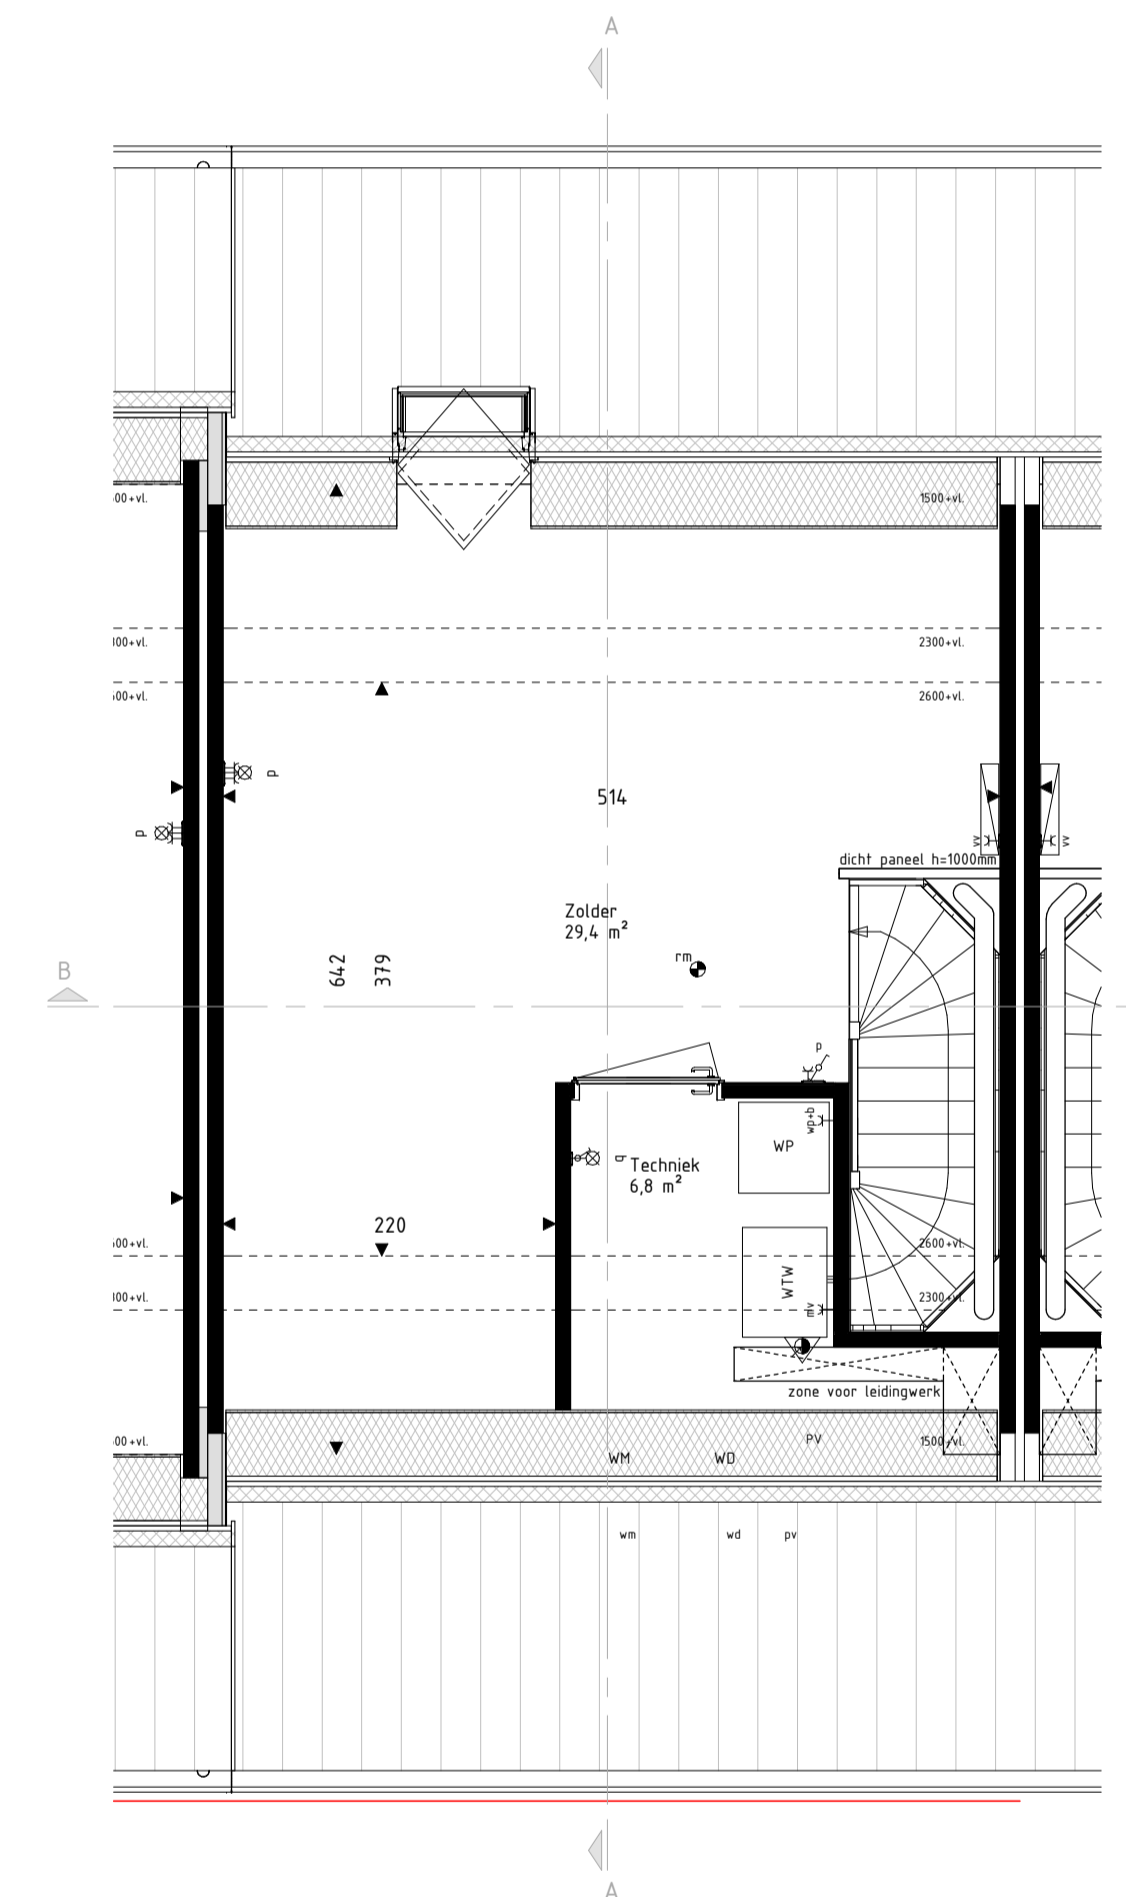 A
1500+vl.
2300+vl.
2600+vl.
p
p
514
dicht paneel h=1000mm
vv
vv
Zolder
29,4 m²
rm
642
379
B
p
wp+b
WP
q
Techniek
6,8 m²
220
WTW
mv
2600+vl.
2300+vl.
zone voor leidingwerk
PV
1500+vl.
WM
WD
wm
wd
pv
A